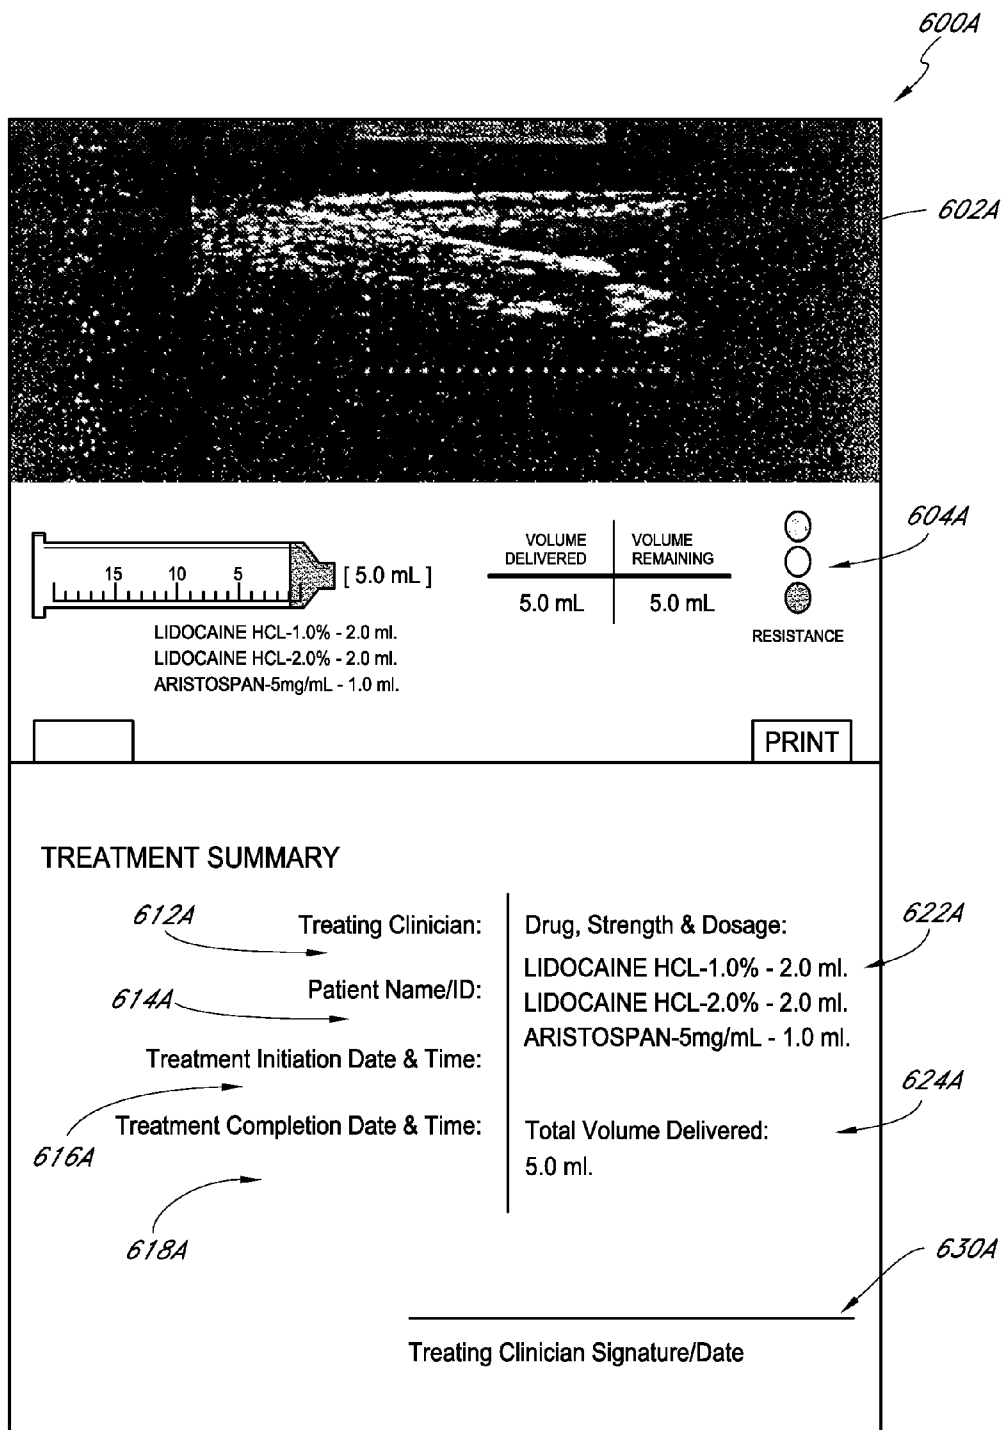 600A
602A
604A
15 10 5
[ 5.0 mL ]
LIDOCAINE HCL-1.0% - 2.0 ml.
LIDOCAINE HCL-2.0% - 2.0 ml.
ARISTOSPAN-5mg/mL - 1.0 ml.
VOLUME
DELIVERED
VOLUME
REMAINING
5.0 mL
5.0 mL
RESISTANCE
PRINT
TREATMENT SUMMARY
612A
Treating Clinician:
614A
Patient Name/ID:
Treatment Initiation Date & Time:
616A
Treatment Completion Date & Time:
618A
Drug, Strength & Dosage:
622A
LIDOCAINE HCL-1.0% - 2.0 ml.
LIDOCAINE HCL-2.0% - 2.0 ml.
ARISTOSPAN-5mg/mL - 1.0 ml.
624A
Total Volume Delivered:
5.0 ml.
630A
Treating Clinician Signature/Date